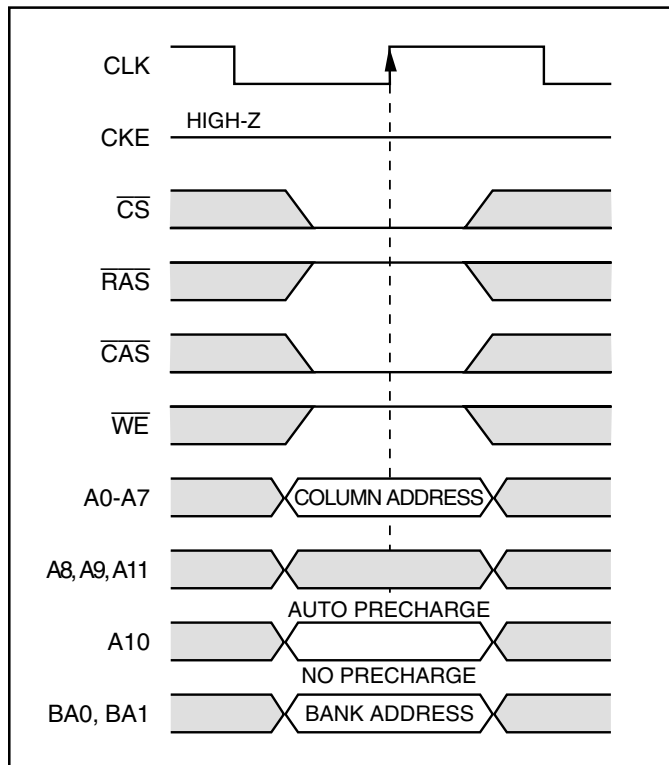 CLK
CKE HIGH-Z
CS
RAS
CAS
WE
A0-A7 COLUMN ADDRESS
A8, A9, A11
AUTO PRECHARGE
A10
NO PRECHARGE
BA0, BA1 BANK ADDRESS